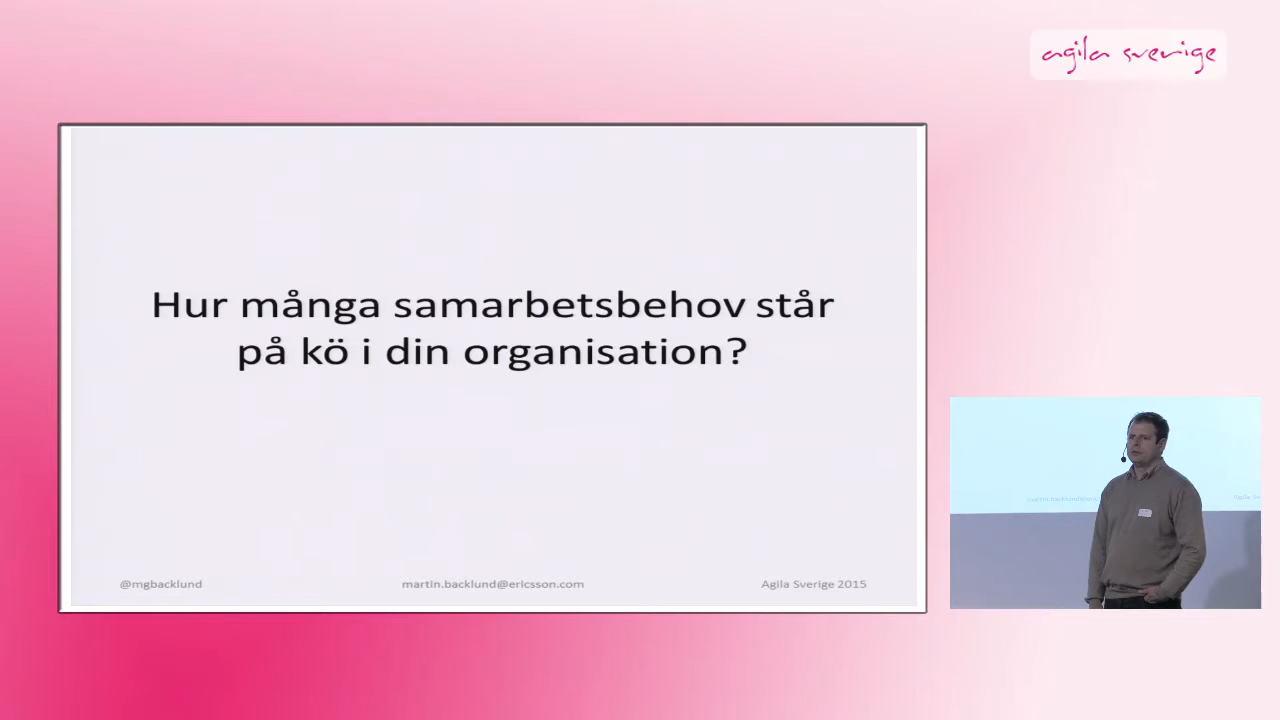 agila sverige
Hur många samarbetsbehov står
på kö i din organisation?
@mgbacklund
martin.backlund@ericsson.com
Agila Sverige 2015